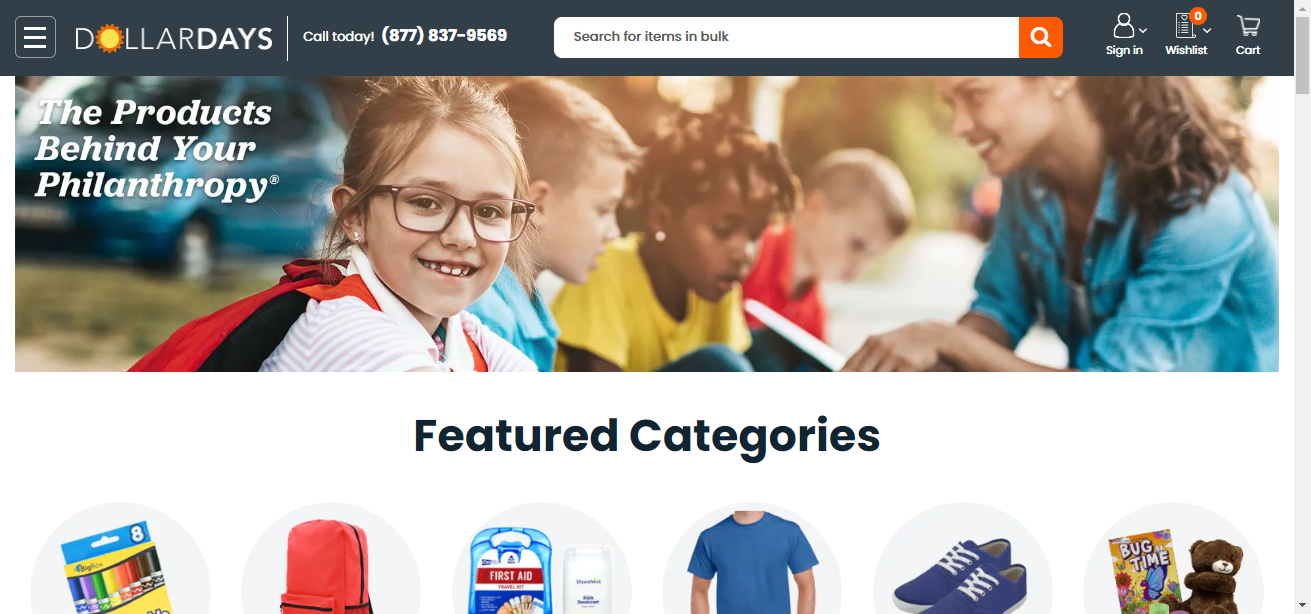 DOLLARDAYS
Call today! (877) 837-9569
Search for items in bulk
Sign in
0
Wishlist
Cart
The Products
Behind Your
Philanthropy®
Featured Categories
8
BigBox
FIRST AID
TRAVEL KIT
DawnMist
BUG
TIME